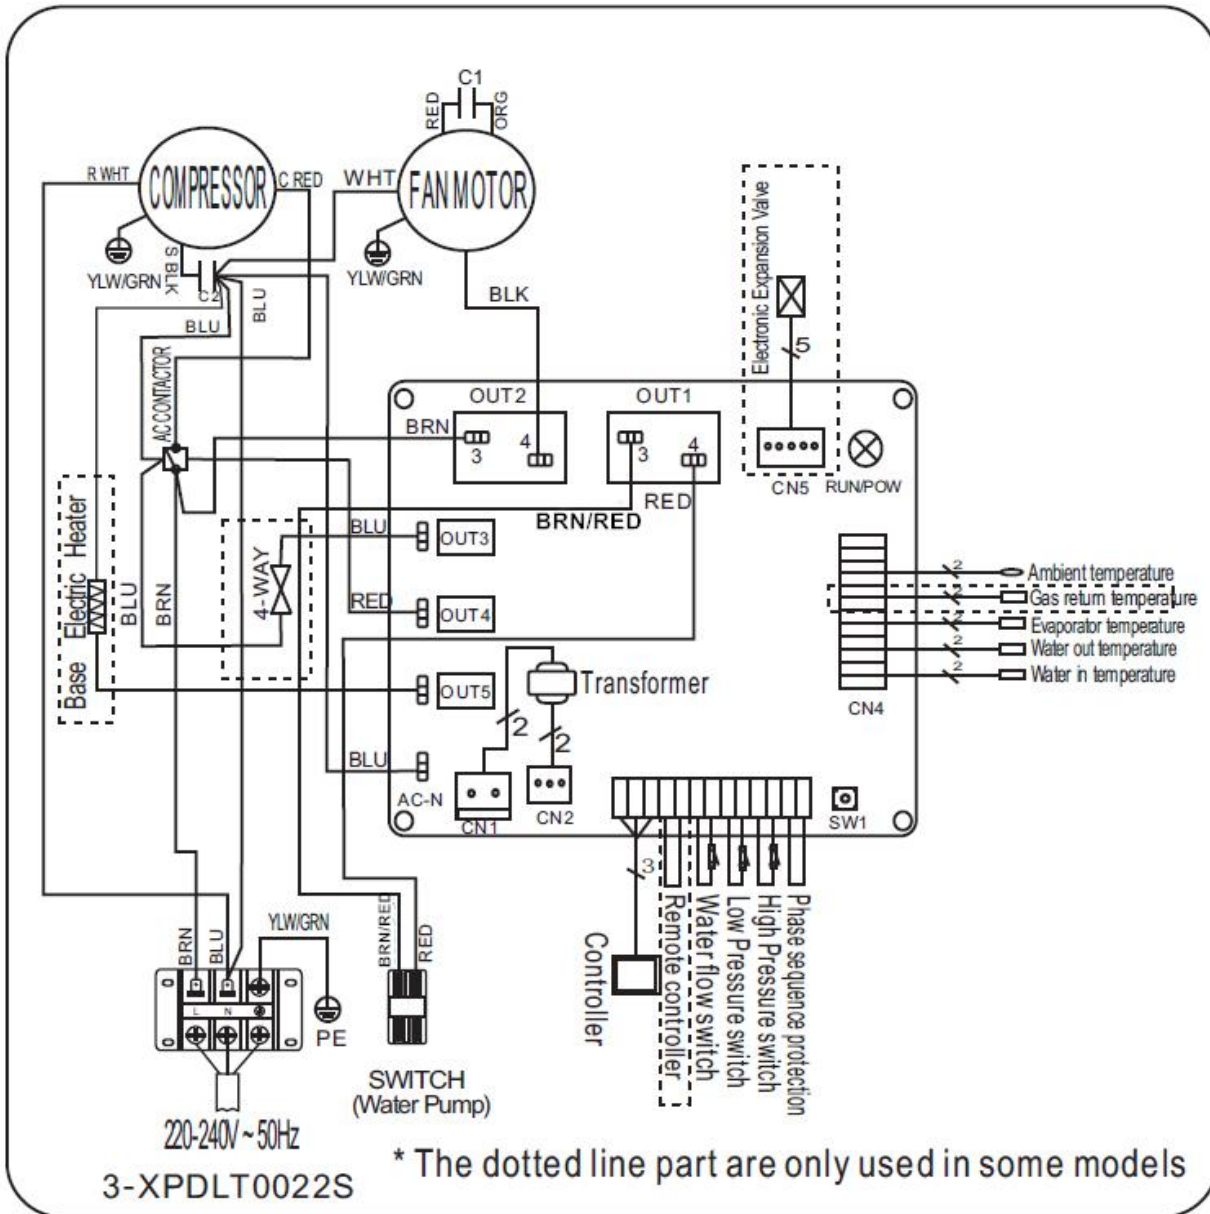 C1
RED
ORG
R WHT
COMPRESSOR
C RED
WHT
FAN MOTOR
YLW/GRN
S BLK
C2
BLU
BLU
YLW/GRN
BLK
Electronic Expansion Valve
5
AC CONTACTOR
OUT2
OUT1
BRN
3
4
3
4
CN5
RUN/POW
RED
BRN/RED
BLU
OUT3
Base Electric Heater
BLU
BRN
4-WAY
RED
OUT4
2
Ambient temperature
2
Gas return temperature
2
Evaporator temperature
2
Water out temperature
2
Water in temperature
CN4
OUT5
Transformer
2
2
BLU
AC-N
CN1
CN2
SW1
3
Controller
Remote controller
Water flow switch
Low Pressure switch
High Pressure switch
Phase sequence protection
BRN
BLU
YLW/GRN
BRN/RED
RED
L
N
PE
SWITCH
(Water Pump)
220-240V ~ 50Hz
3-XPDLT0022S
* The dotted line part are only used in some models